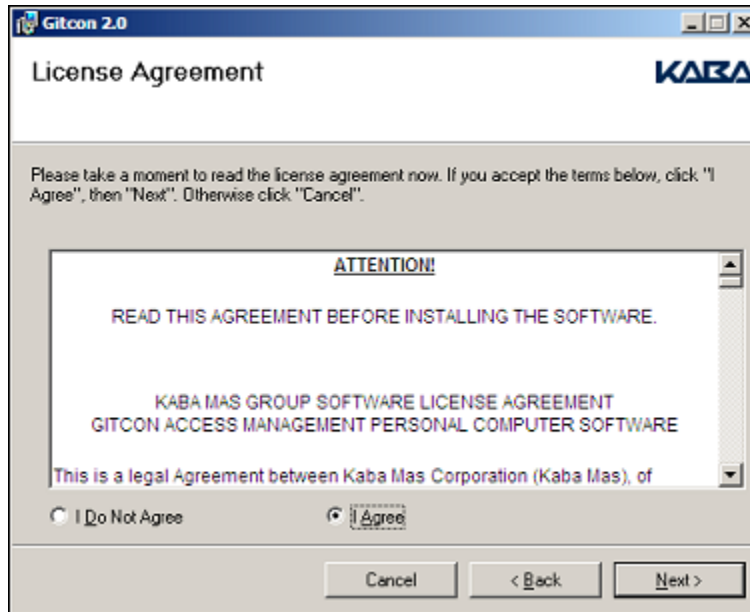 Gitcon 2.0
License Agreement
KABA
Please take a moment to read the license agreement now. If you accept the terms below, click "I
Agree", then "Next". Otherwise click "Cancel".
ATTENTION!
READ THIS AGREEMENT BEFORE INSTALLING THE SOFTWARE.
KABA MAS GROUP SOFTWARE LICENSE AGREEMENT
GITCON ACCESS MANAGEMENT PERSONAL COMPUTER SOFTWARE
This is a legal Agreement between Kaba Mas Corporation (Kaba Mas), of
I Do Not Agree
I Agree
Cancel
< Back
Next >